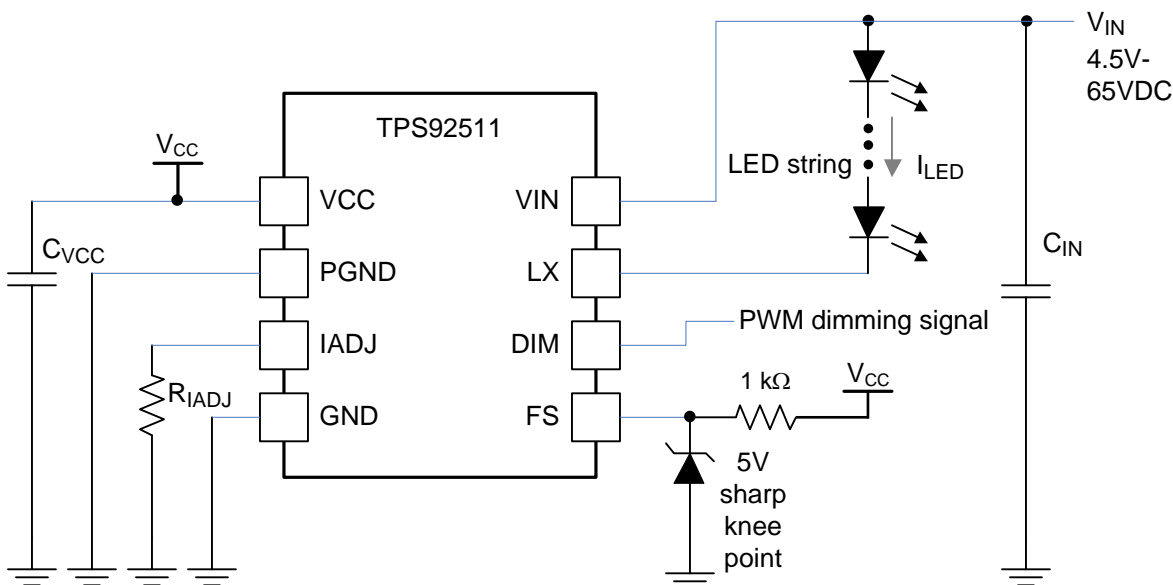 TPS92511
VCC
VCC
PGND
IADJ
GND
VIN
LX
DIM
FS
CVCC
RIADJ
LED string
ILED
VIN
4.5V-
65VDC
CIN
PWM dimming signal
1 kΩ
VCC
5V
sharp
knee
point